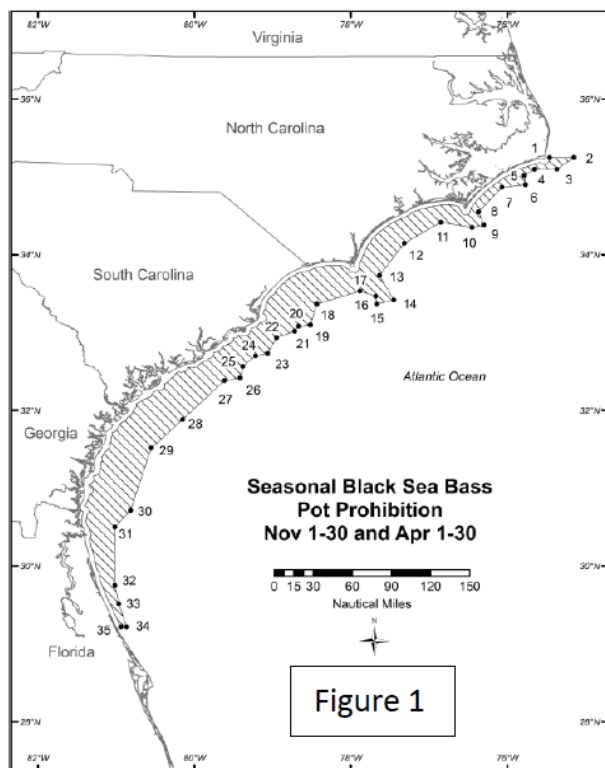 82°W 80°W 78°W 76°W
Virginia
36°N 36°N
North Carolina
1 2
5 4 3
7 6
8
11 10 9
34°N 12 34°N
South Carolina
17 13
16 14
18 15
20
22 21 19
24 23
25
26
27
Atlantic Ocean
32°N 32°N
28
Georgia
29
Seasonal Black Sea Bass
Pot Prohibition
Nov 1-30 and Apr 1-30
30
31
30°N 30°N
0 15 30 60 90 120 150
Nautical Miles
32
33
N
35 34
Florida
Figure 1
28°N 28°N
82°W 80°W 78°W 76°W